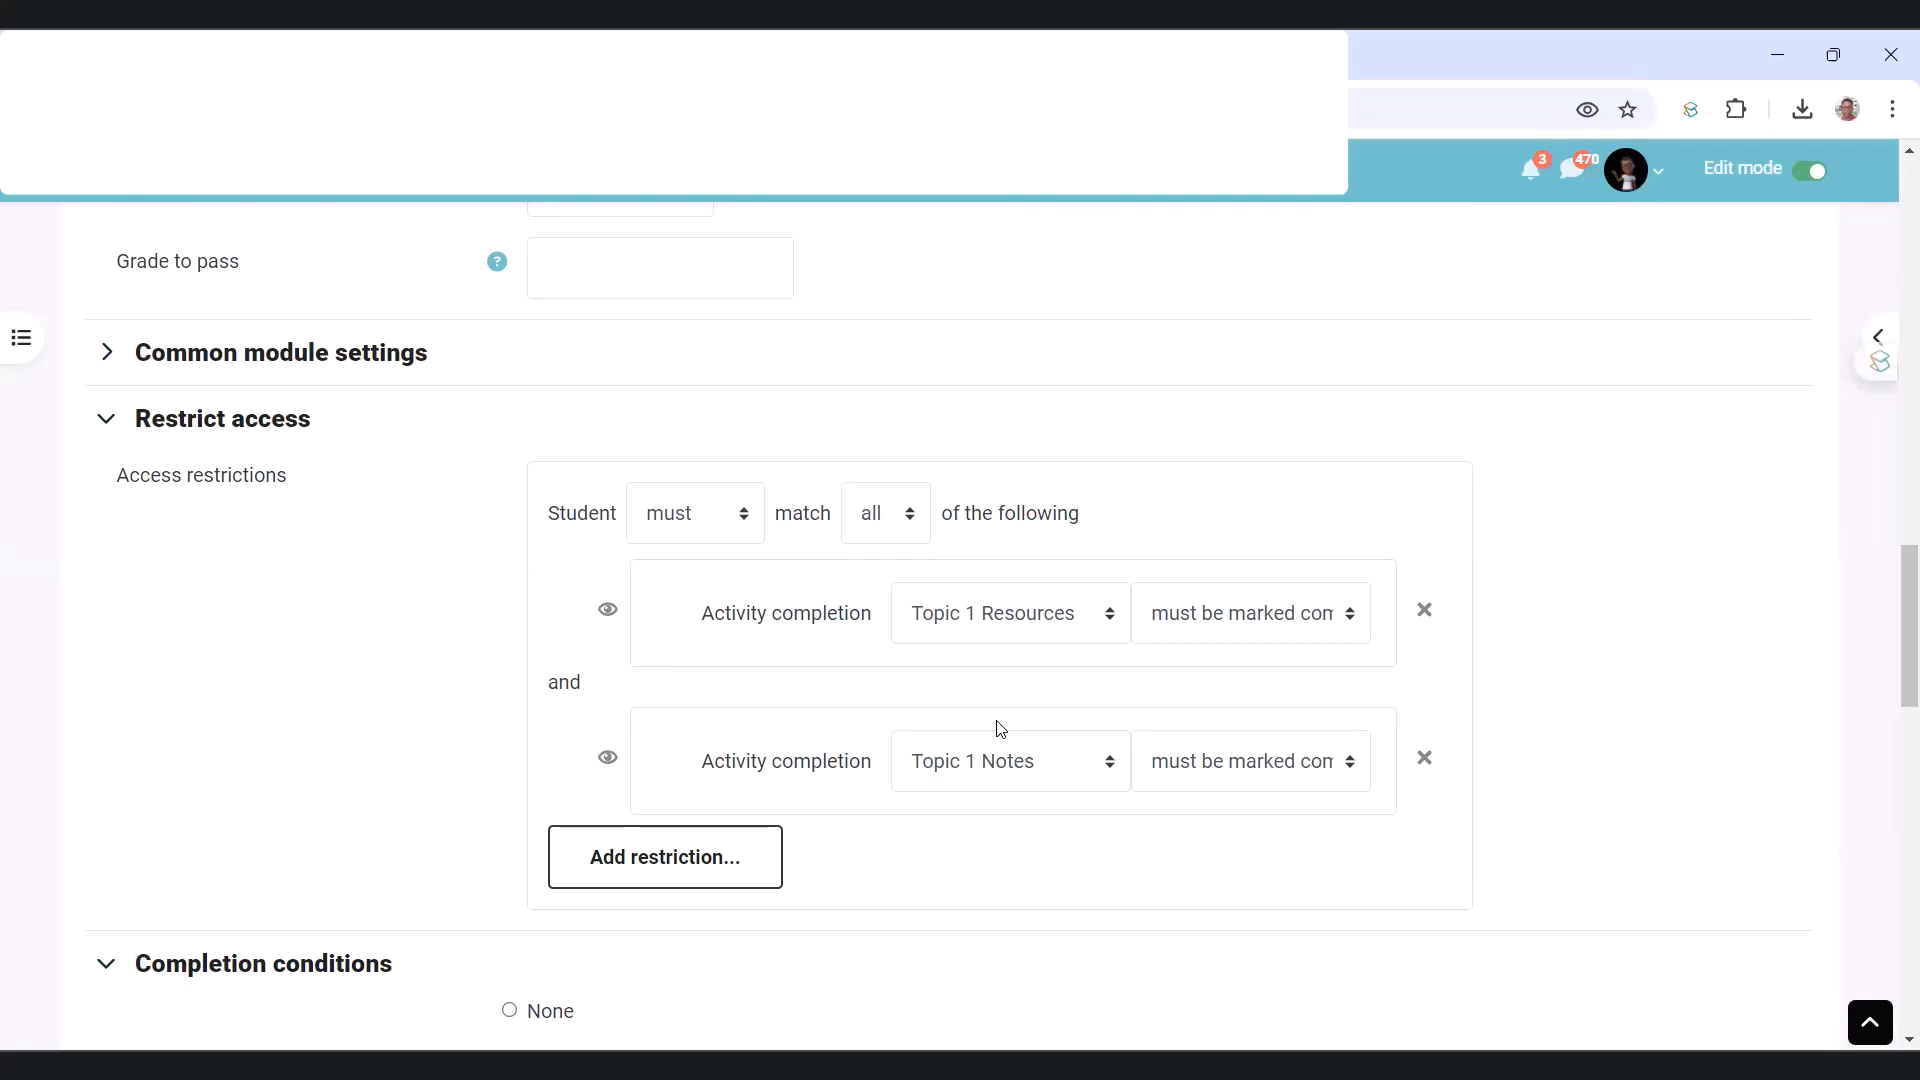 3
470
Edit mode
Grade to pass
?
Common module settings
Restrict access
Access restrictions
Student must match all of the following
Activity completion Topic 1 Resources must be marked com
and
Activity completion Topic 1 Notes must be marked com
Add restriction...
Completion conditions
None